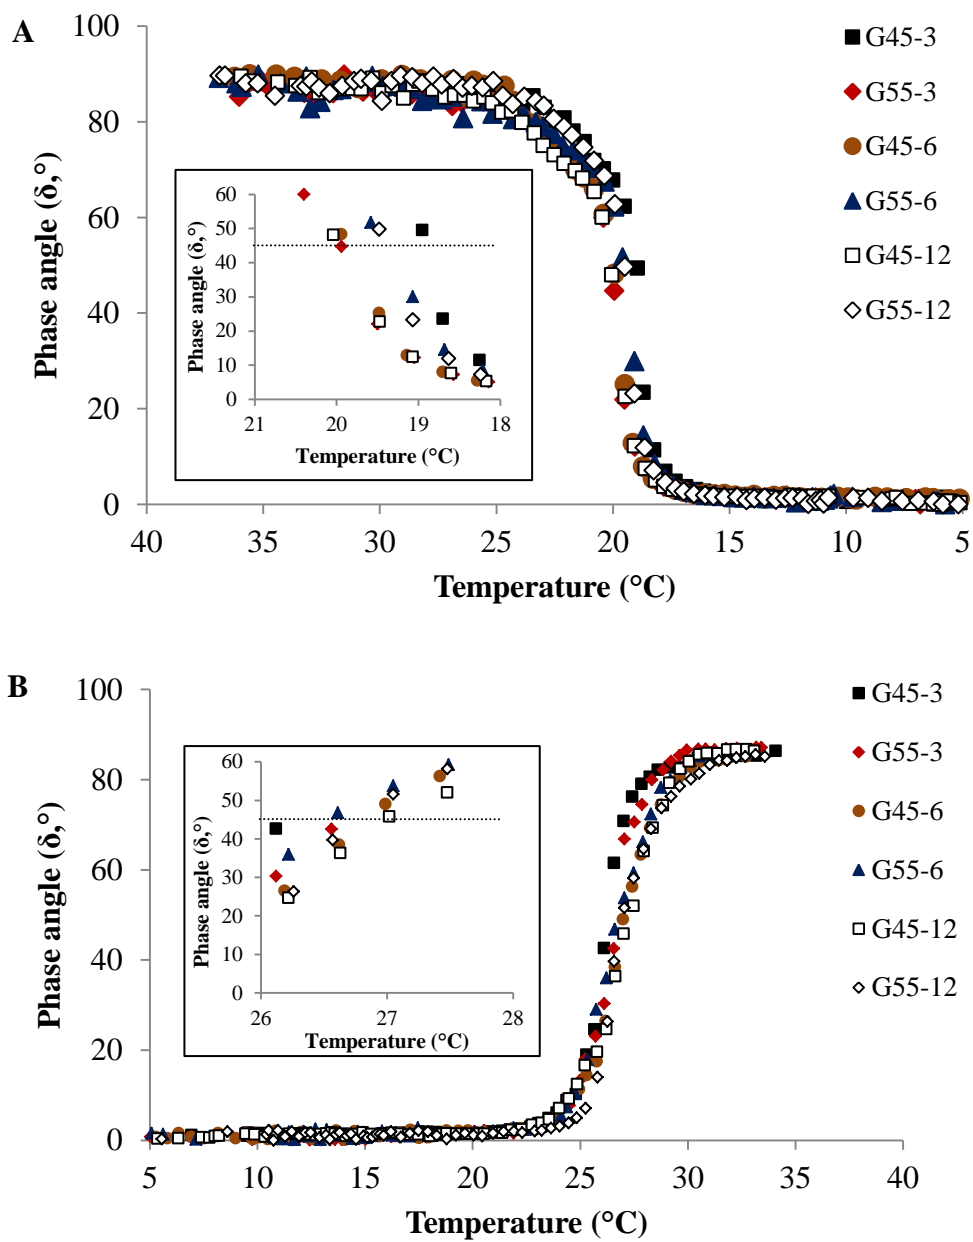 A
100
80
60
40
20
0
Phase angle (δ,°)
40
35
30
25
20
15
10
5
Temperature (°C)
G45-3
G55-3
G45-6
G55-6
G45-12
G55-12
60
50
40
30
20
10
0
Phase angle (δ,°)
21
20
19
18
Temperature (°C)
B
100
80
60
40
20
0
Phase angle (δ,°)
5
10
15
20
25
30
35
40
Temperature (°C)
G45-3
G55-3
G45-6
G55-6
G45-12
G55-12
60
50
40
30
20
10
0
Phase angle (δ,°)
26
27
28
Temperature (°C)